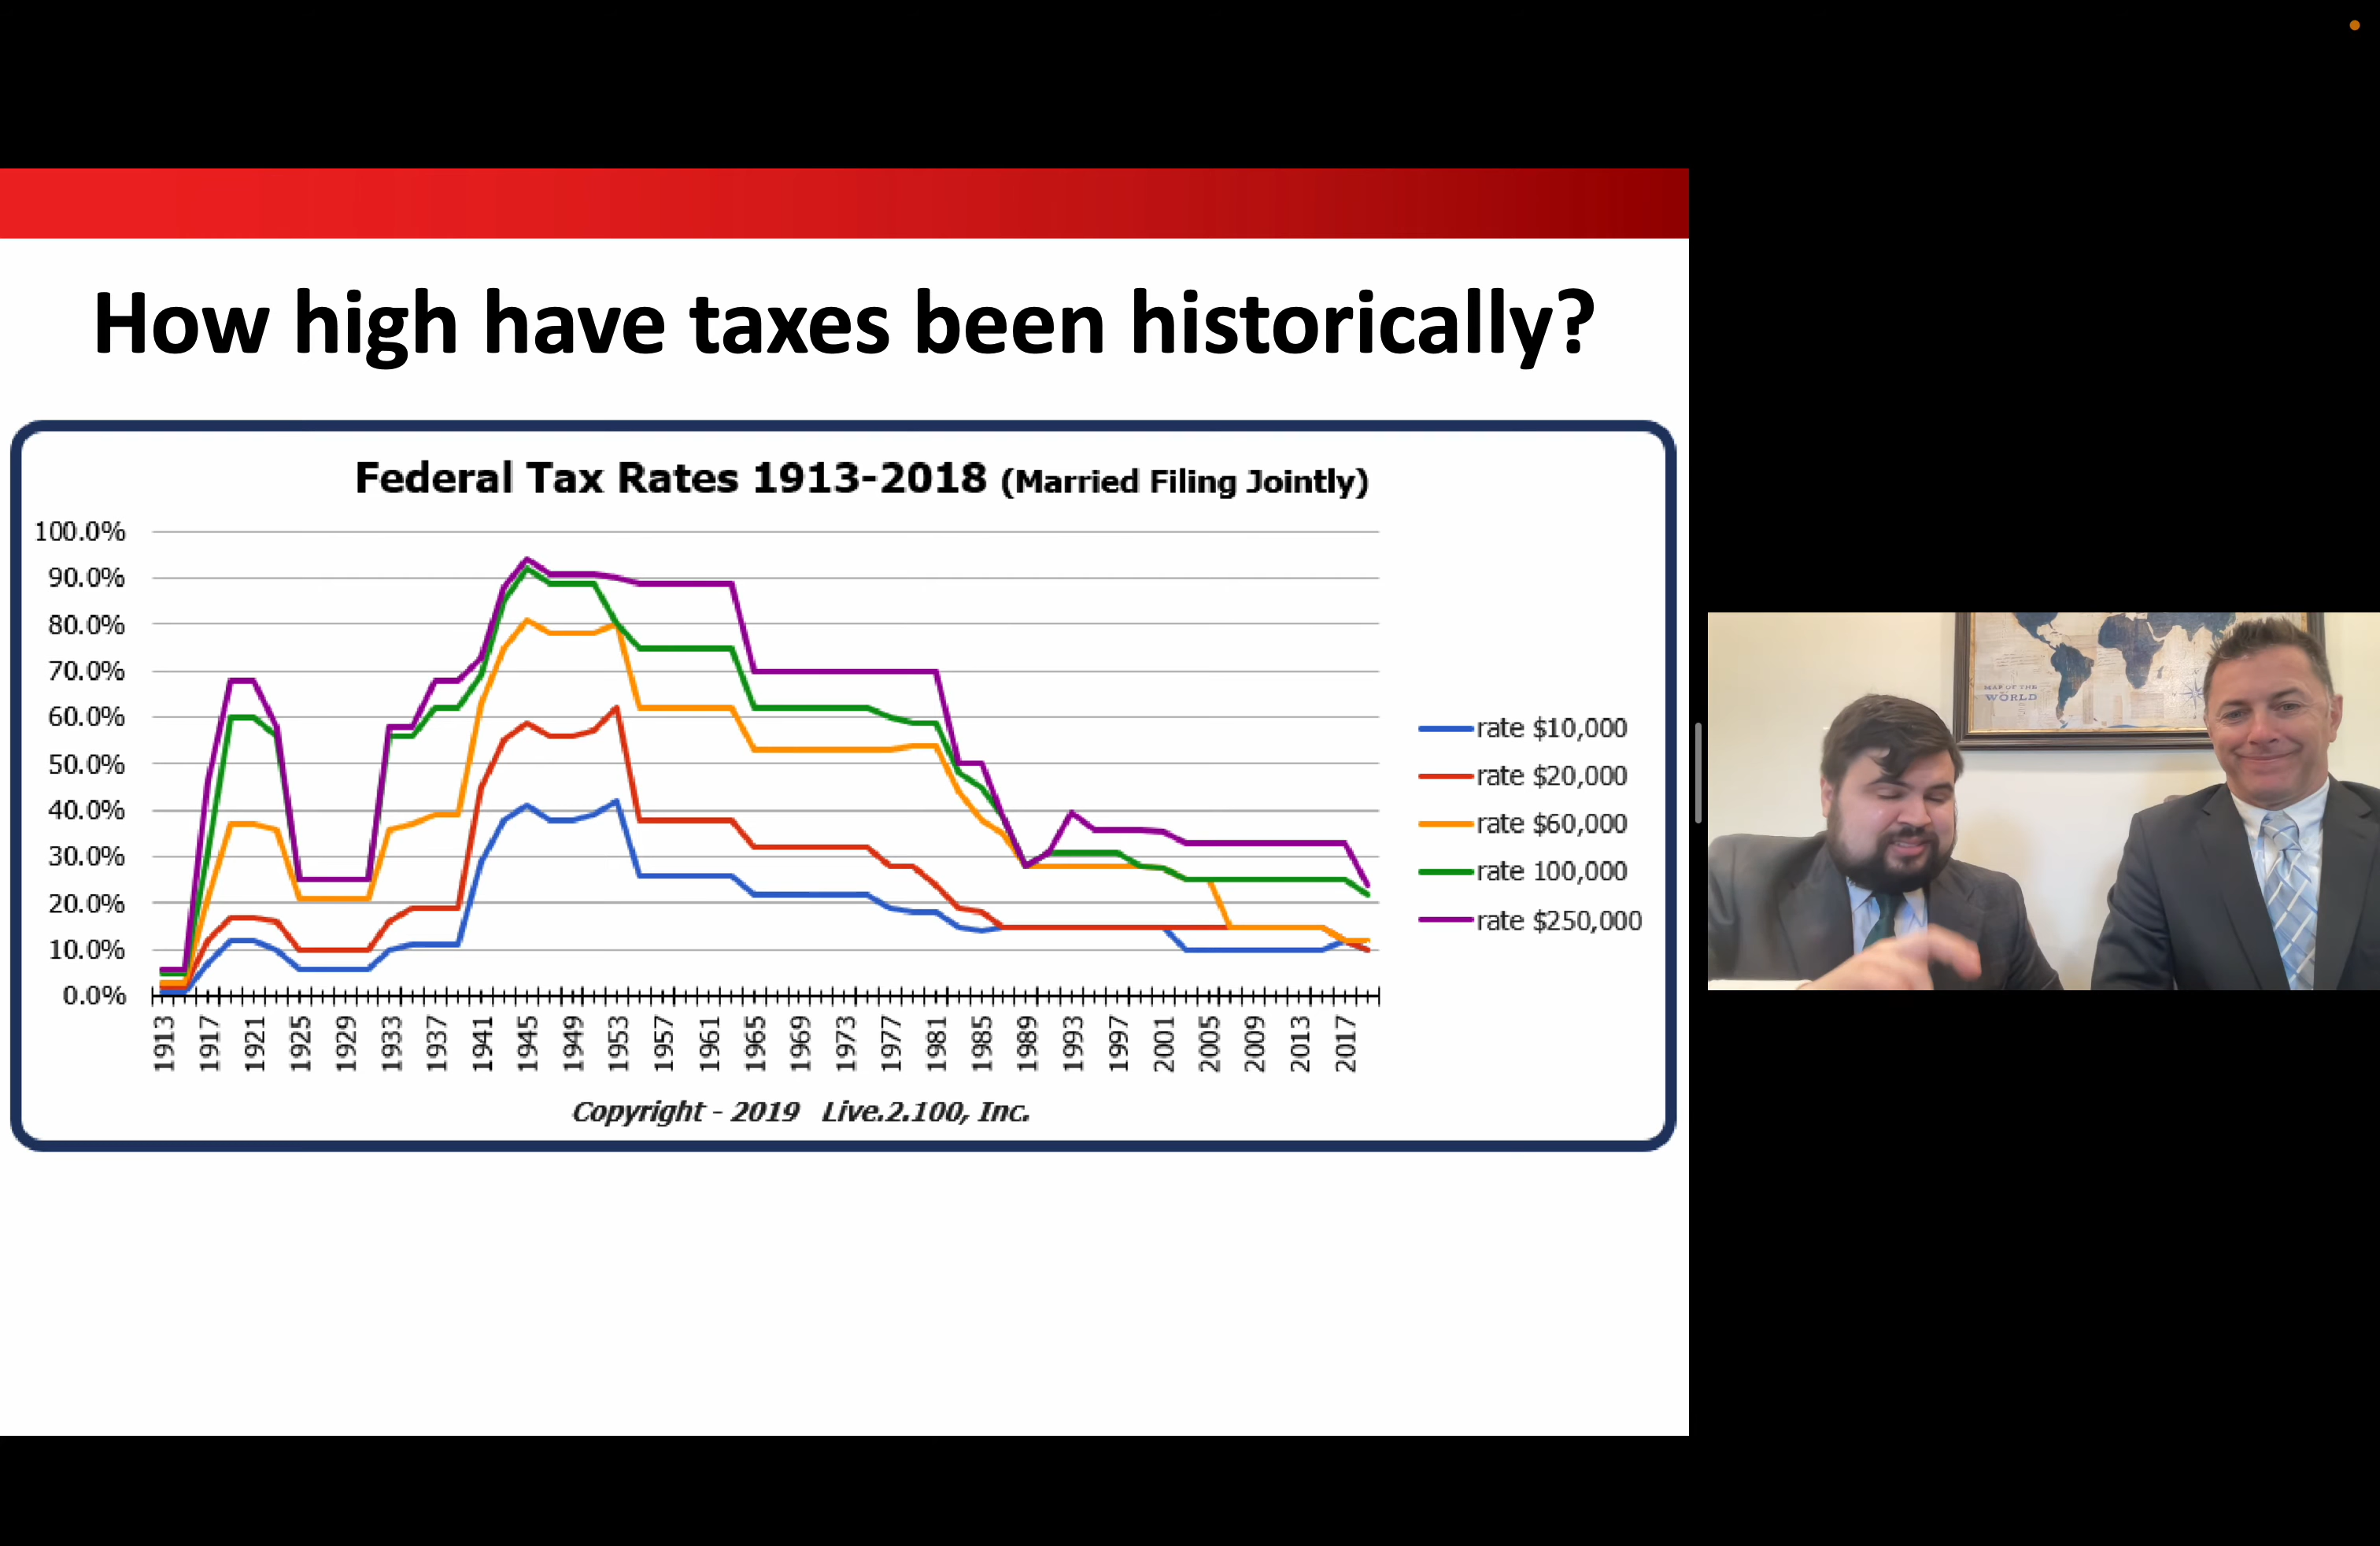 How high have taxes been historically?
Federal Tax Rates 1913-2018 (Married Filing Jointly)
100.0%
90.0%
80.0%
70.0%
60.0%
50.0%
40.0%
30.0%
20.0%
10.0%
0.0%
1913 1917 1921 1925 1929 1933 1937 1941 1945 1949 1953 1957 1961 1965 1969 1973 1977 1981 1985 1989 1993 1997 2001 2005 2009 2013 2017
rate $10,000
rate $20,000
rate $60,000
rate 100,000
rate $250,000
Copyright - 2019 Live.2.100, Inc.
MAP OF THE
WORLD